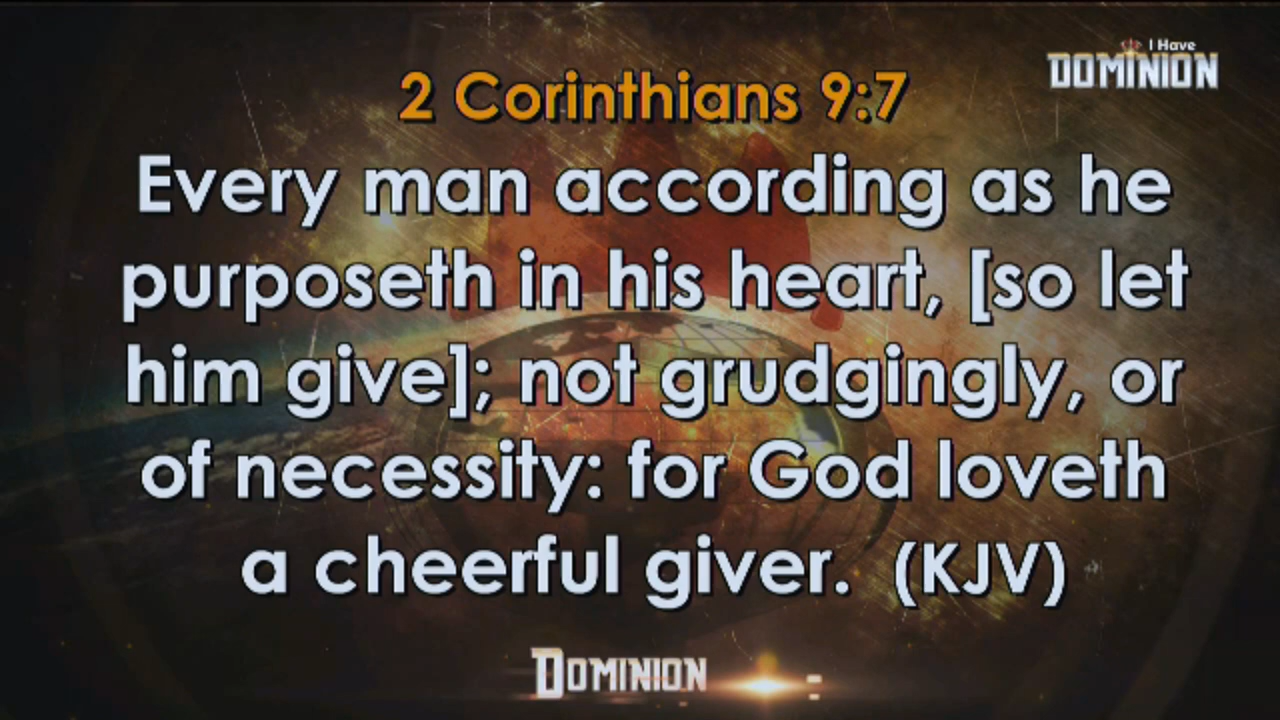 I Have
DOMINION
2 Corinthians 9:7
Every man according as he
purposeth in his heart, [so let
him give]; not grudgingly, or
of necessity: for God loveth
a cheerful giver. (KJV)
DOMINION